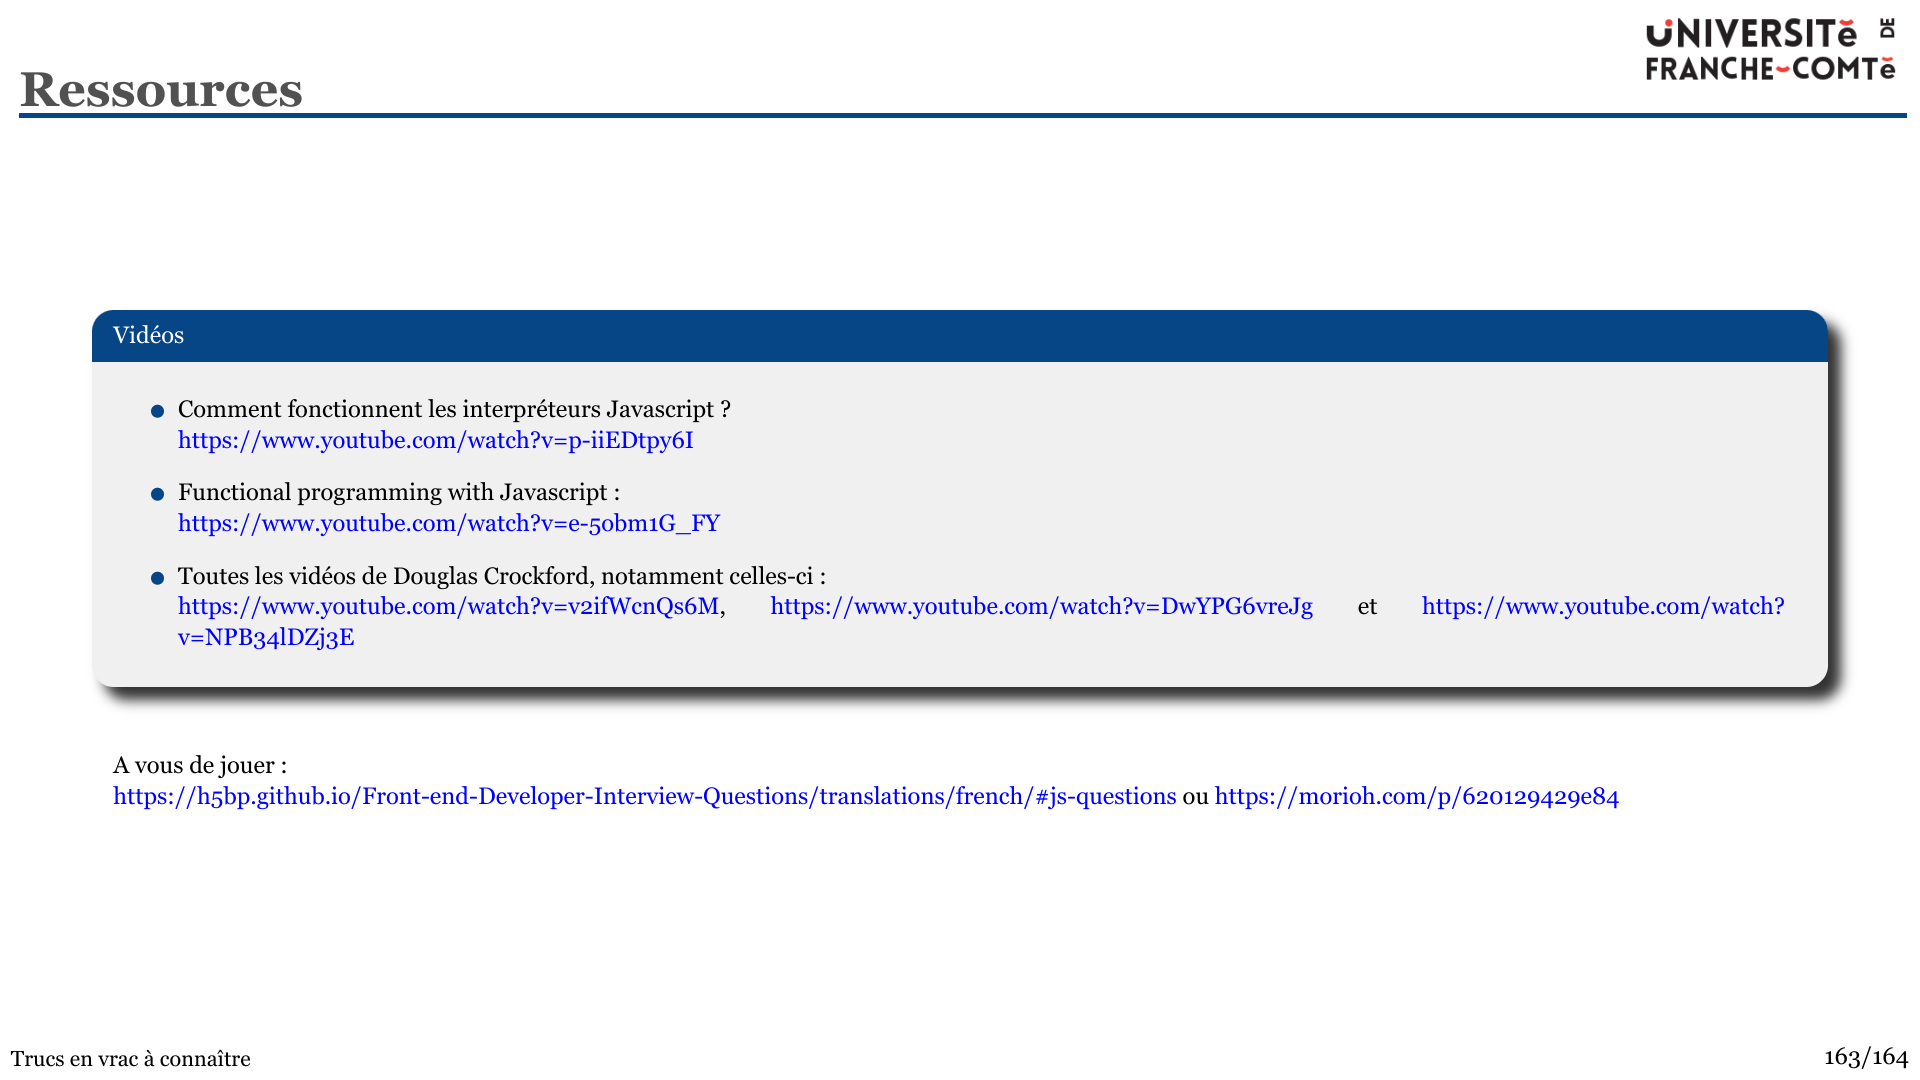 UNIVERSITé DE
FRANCHE-COMTé
Ressources
Vidéos
Comment fonctionnent les interpréteurs Javascript ?
https://www.youtube.com/watch?v=p-iiEDtpy6I
Functional programming with Javascript :
https://www.youtube.com/watch?v=e-5obm1G_FY
Toutes les vidéos de Douglas Crockford, notamment celles-ci :
https://www.youtube.com/watch?v=v2ifWcnQs6M, https://www.youtube.com/watch?v=DwYPG6vreJg et https://www.youtube.com/watch?
v=NPB34lDZj3E
A vous de jouer :
https://h5bp.github.io/Front-end-Developer-Interview-Questions/translations/french/#js-questions ou https://morioh.com/p/620129429e84
Trucs en vrac à connaître
163/164